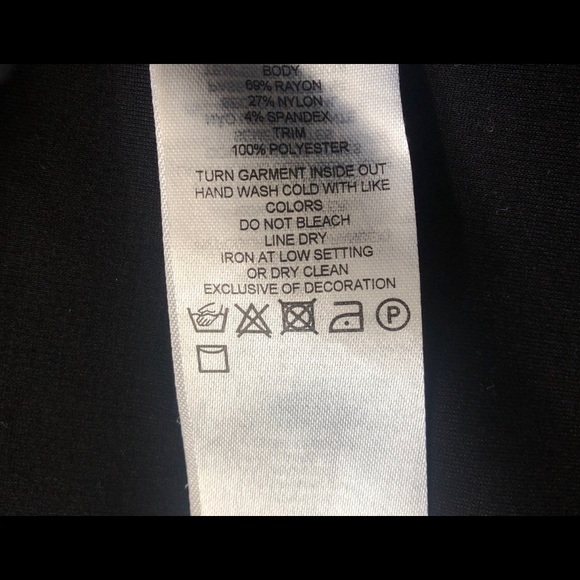 BODY
69% RAYON
27% NYLON
4% SPANDEX
TRIM
100% POLYESTER
TURN GARMENT INSIDE OUT
HAND WASH COLD WITH LIKE
COLORS
DO NOT BLEACH
LINE DRY
IRON AT LOW SETTING
OR DRY CLEAN
EXCLUSIVE OF DECORATION
P